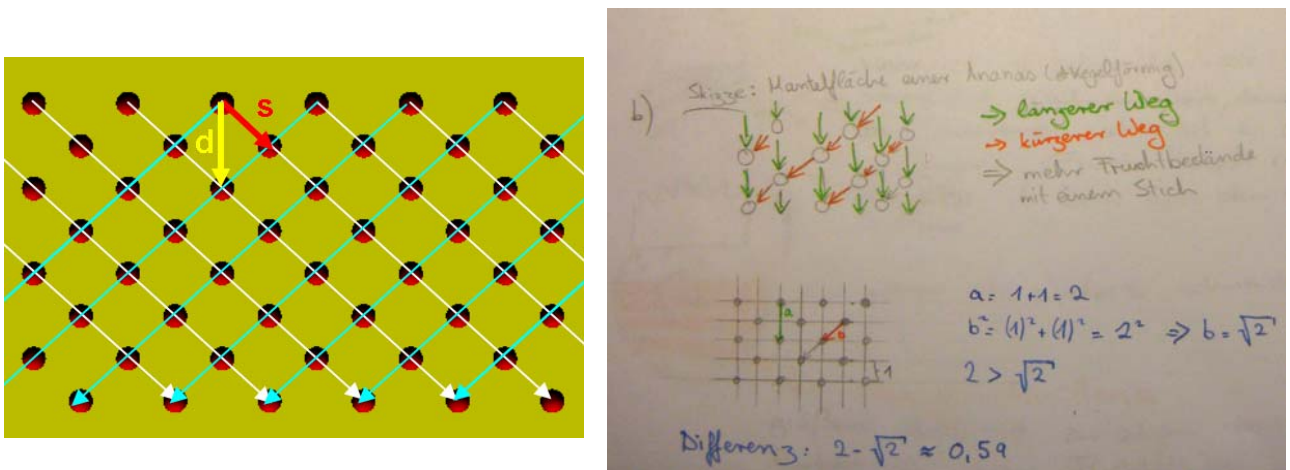 s
d
b) Skizze: Mantelfläche einer Ananas (kegelförmig)
→ längerer Weg
→ kürzerer Weg
⇒ mehr Fruchtbestände
mit einem Stich
a
b
1
a = 1+1 = 2
b² = (1)² + (1)² = 2² ⇒ b = √2
2 > √2
Differenz: 2 - √2 ≈ 0,59